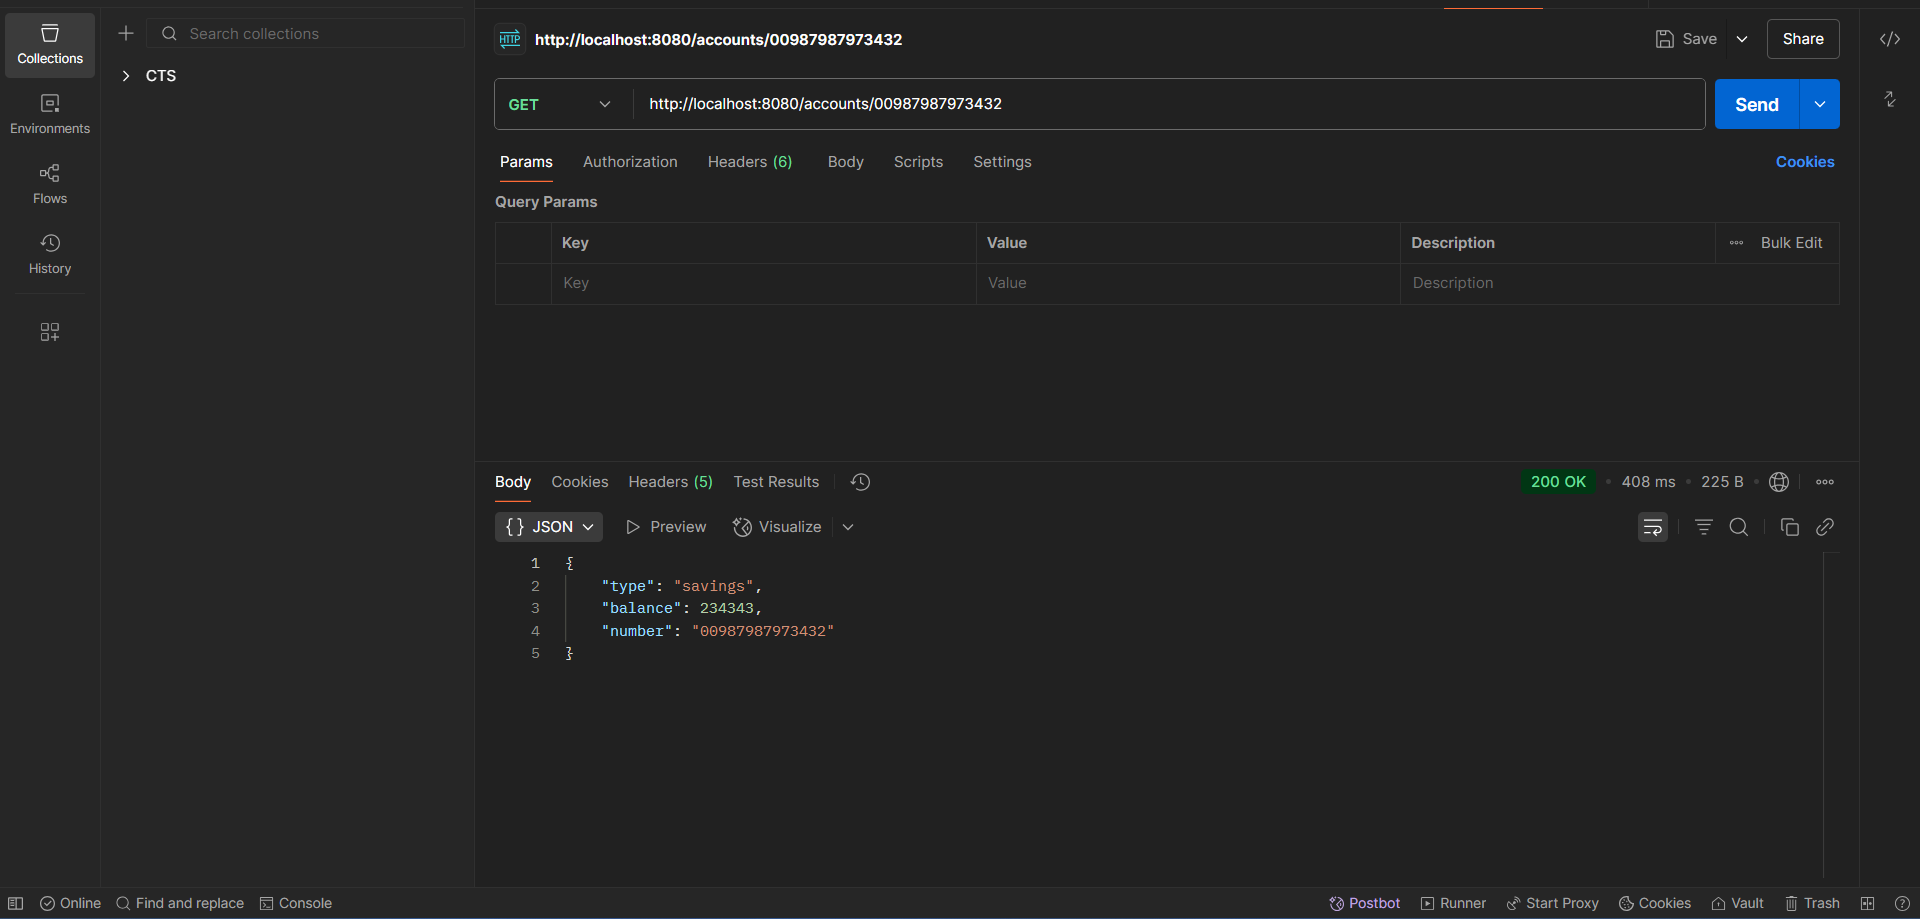 Collections
Environments
Flows
History
Search collections
CTS
HTTP http://localhost:8080/accounts/00987987973432
Save
Share
GET http://localhost:8080/accounts/00987987973432
Send
Params Authorization Headers (6) Body Scripts Settings
Cookies
Query Params
Key Value Description Bulk Edit
Key Value Description
Body Cookies Headers (5) Test Results
200 OK • 408 ms • 225 B •
{} JSON Preview Visualize
1 {
2 "type": "savings",
3 "balance": 234343,
4 "number": "00987987973432"
5 }
Online Find and replace Console
Postbot Runner Start Proxy Cookies Vault Trash